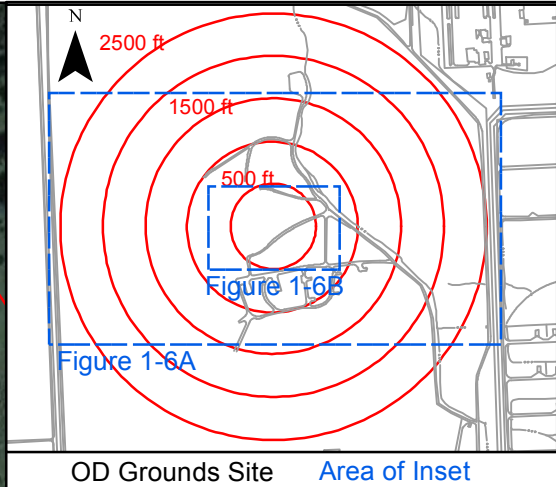 N
2500 ft
1500 ft
500 ft
Figure 1-6B
Figure 1-6A
OD Grounds Site Area of Inset